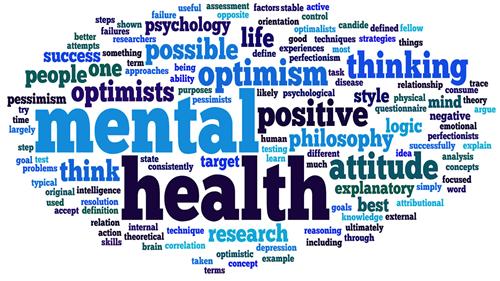 useful assessment factors stable active
steps shown failure opposite orientation control
researchers psychology life candide defined fellow
better attempts something possible define good optimalists techniques most strategies things
success term approaches ability optimism experiences perfectionism task disease thinking
people one being purposes likely psychological relationship trace
pessimism optimists pessimists style physical mind consume theory
try time largely mental positive questionnaire negative argue
human philosophy logic emotional perfectionists
step state testing learn different idea successfully explain
goal test consistently target much attitude analysis
problems think health explanatory simply concepts focused
typical intelligence goals best attributional word
original resolution
used accept definition internal technique research knowledge external
relation theoretical reasoning ultimately
action brain correlation depression including through
skills optimistic example
taken concept
terms